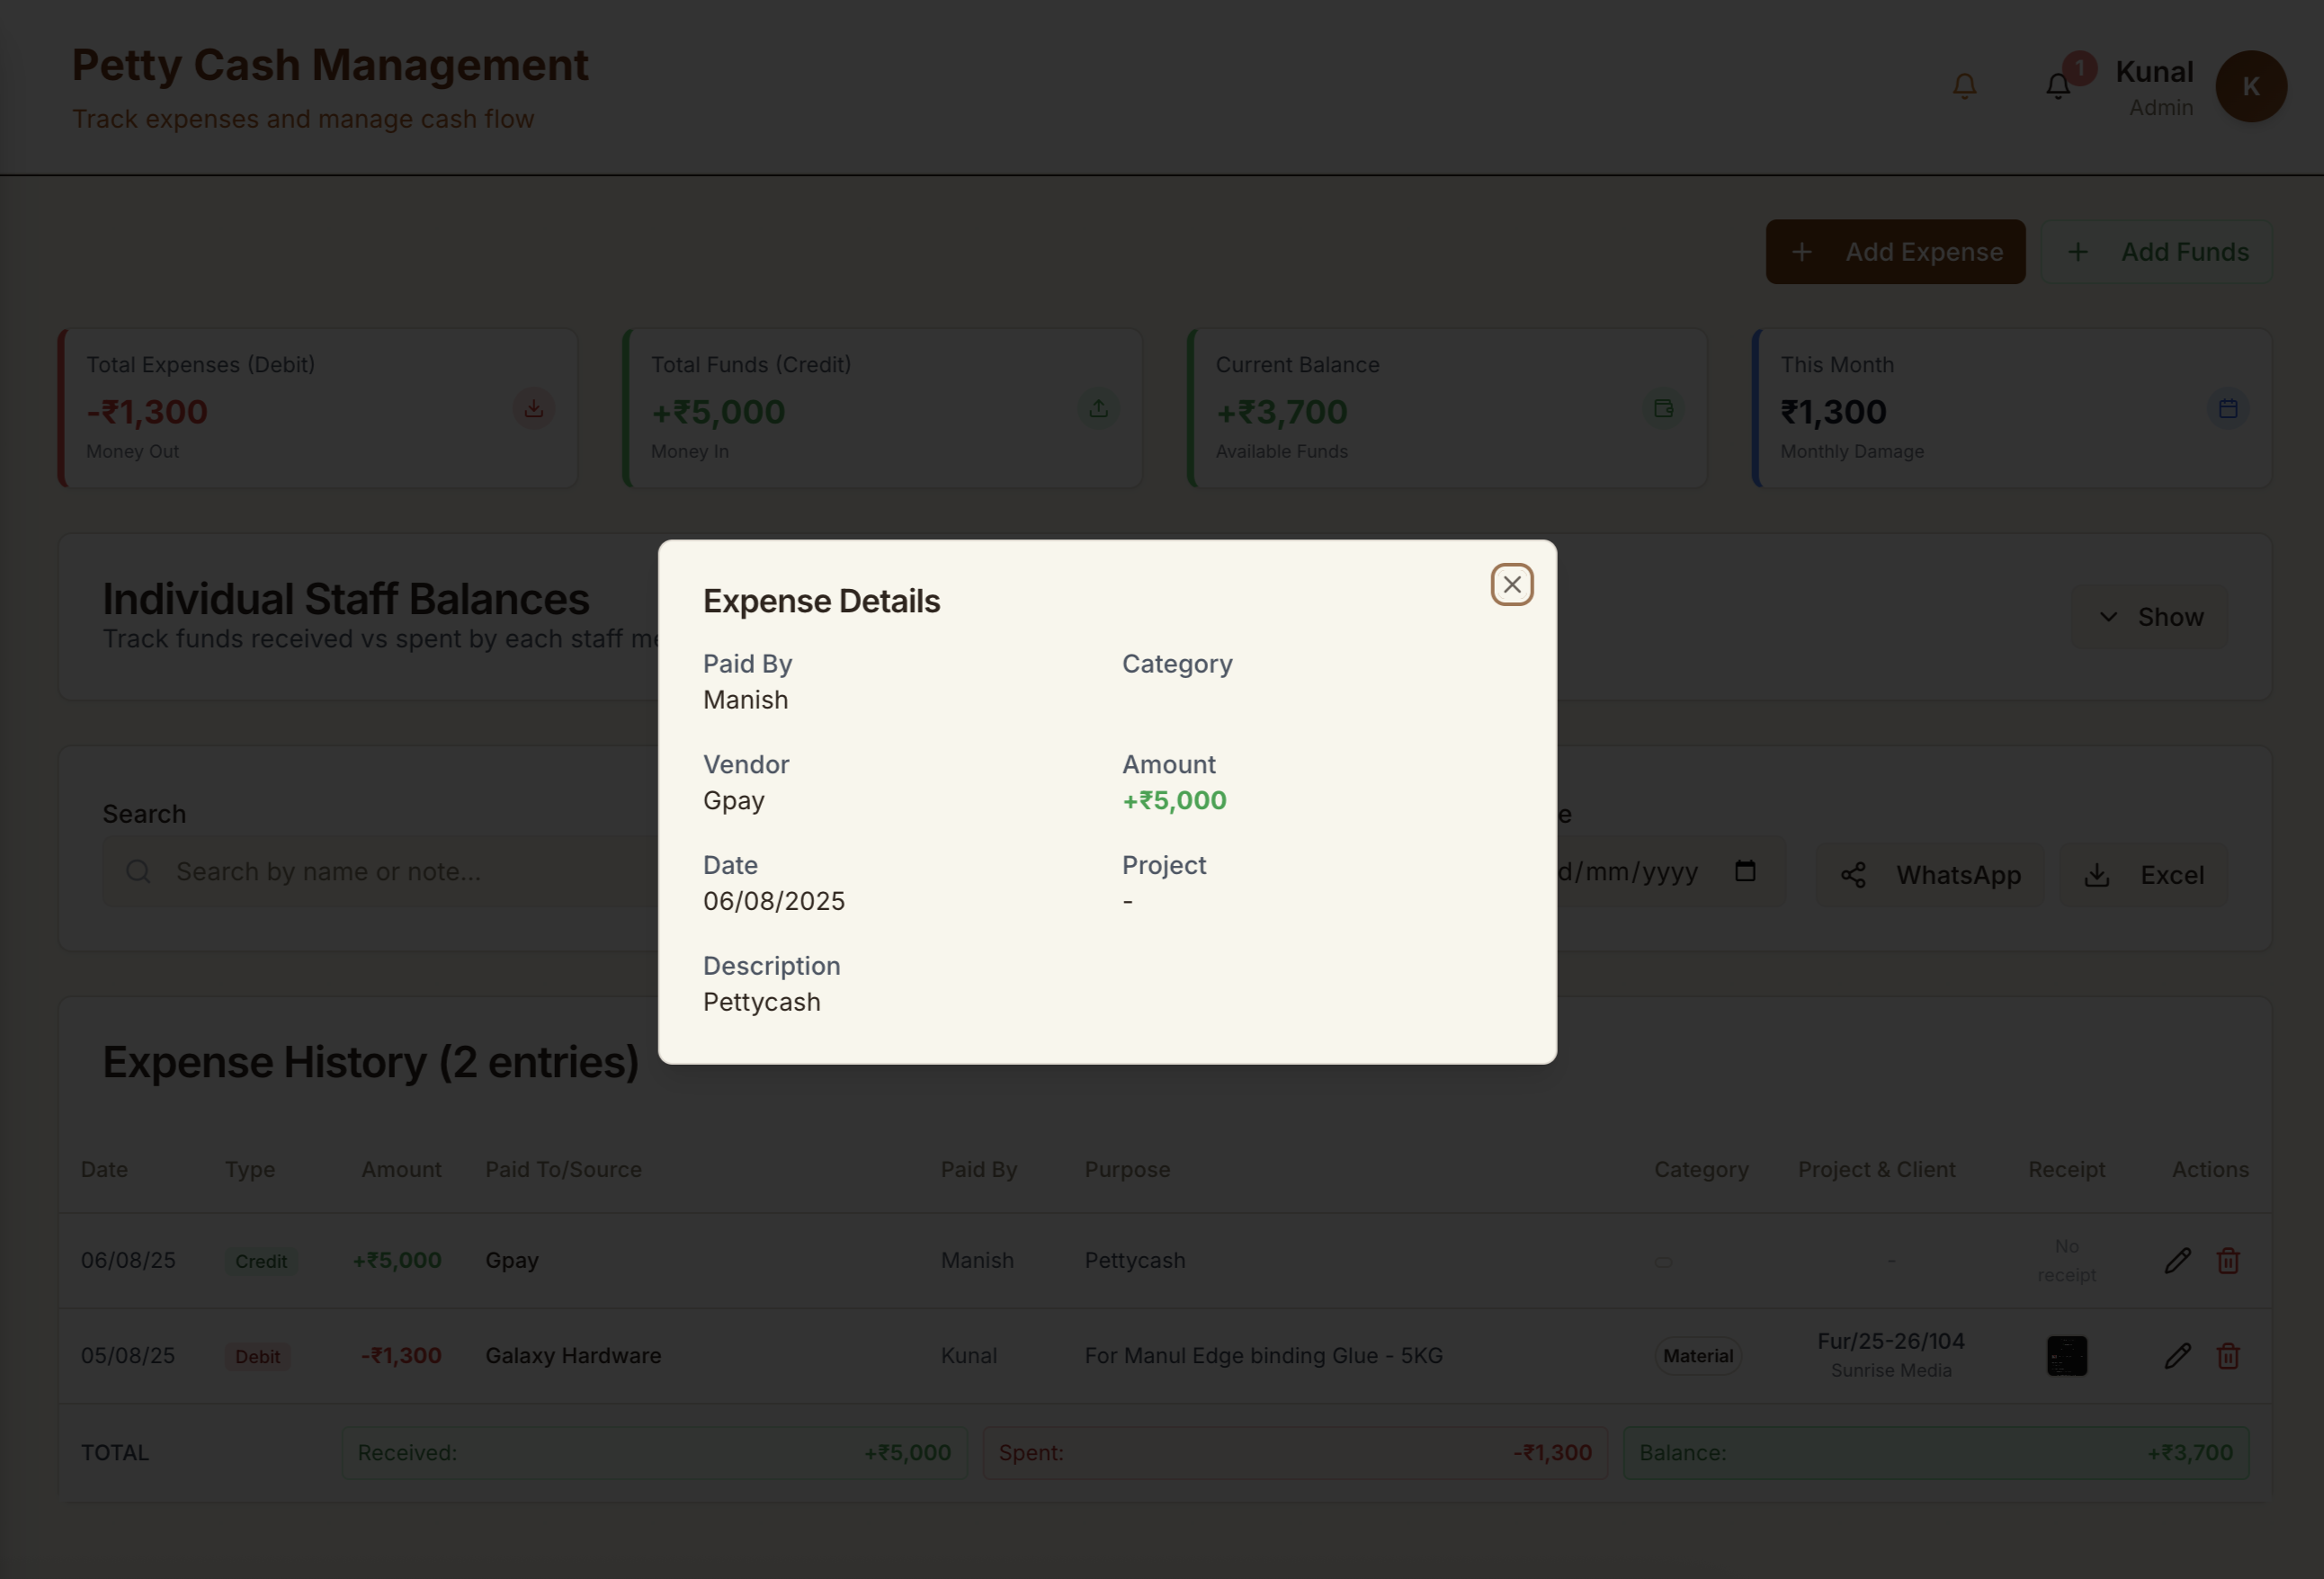 Petty Cash Management
Track expenses and manage cash flow
1
Kunal
Admin
K
Add Expense
Add Funds
Total Expenses (Debit)
-₹1,300
Money Out
Total Funds (Credit)
+₹5,000
Money In
Current Balance
+₹3,700
Available Funds
This Month
₹1,300
Monthly Damage
Individual Staff Balances
Track funds received vs spent by each staff me
Show
Expense Details
Paid By
Manish
Category
Vendor
Gpay
Amount
+₹5,000
Date
06/08/2025
Project
-
Description
Pettycash
Search
Search by name or note...
e
d/mm/yyyy
WhatsApp
Excel
Expense History (2 entries)
Date Type Amount Paid To/Source Paid By Purpose Category Project & Client Receipt Actions
06/08/25 Credit +₹5,000 Gpay Manish Pettycash - No receipt
05/08/25 Debit -₹1,300 Galaxy Hardware Kunal For Manul Edge binding Glue - 5KG Material Fur/25-26/104
Sunrise Media
TOTAL Received: +₹5,000 Spent: -₹1,300 Balance: +₹3,700